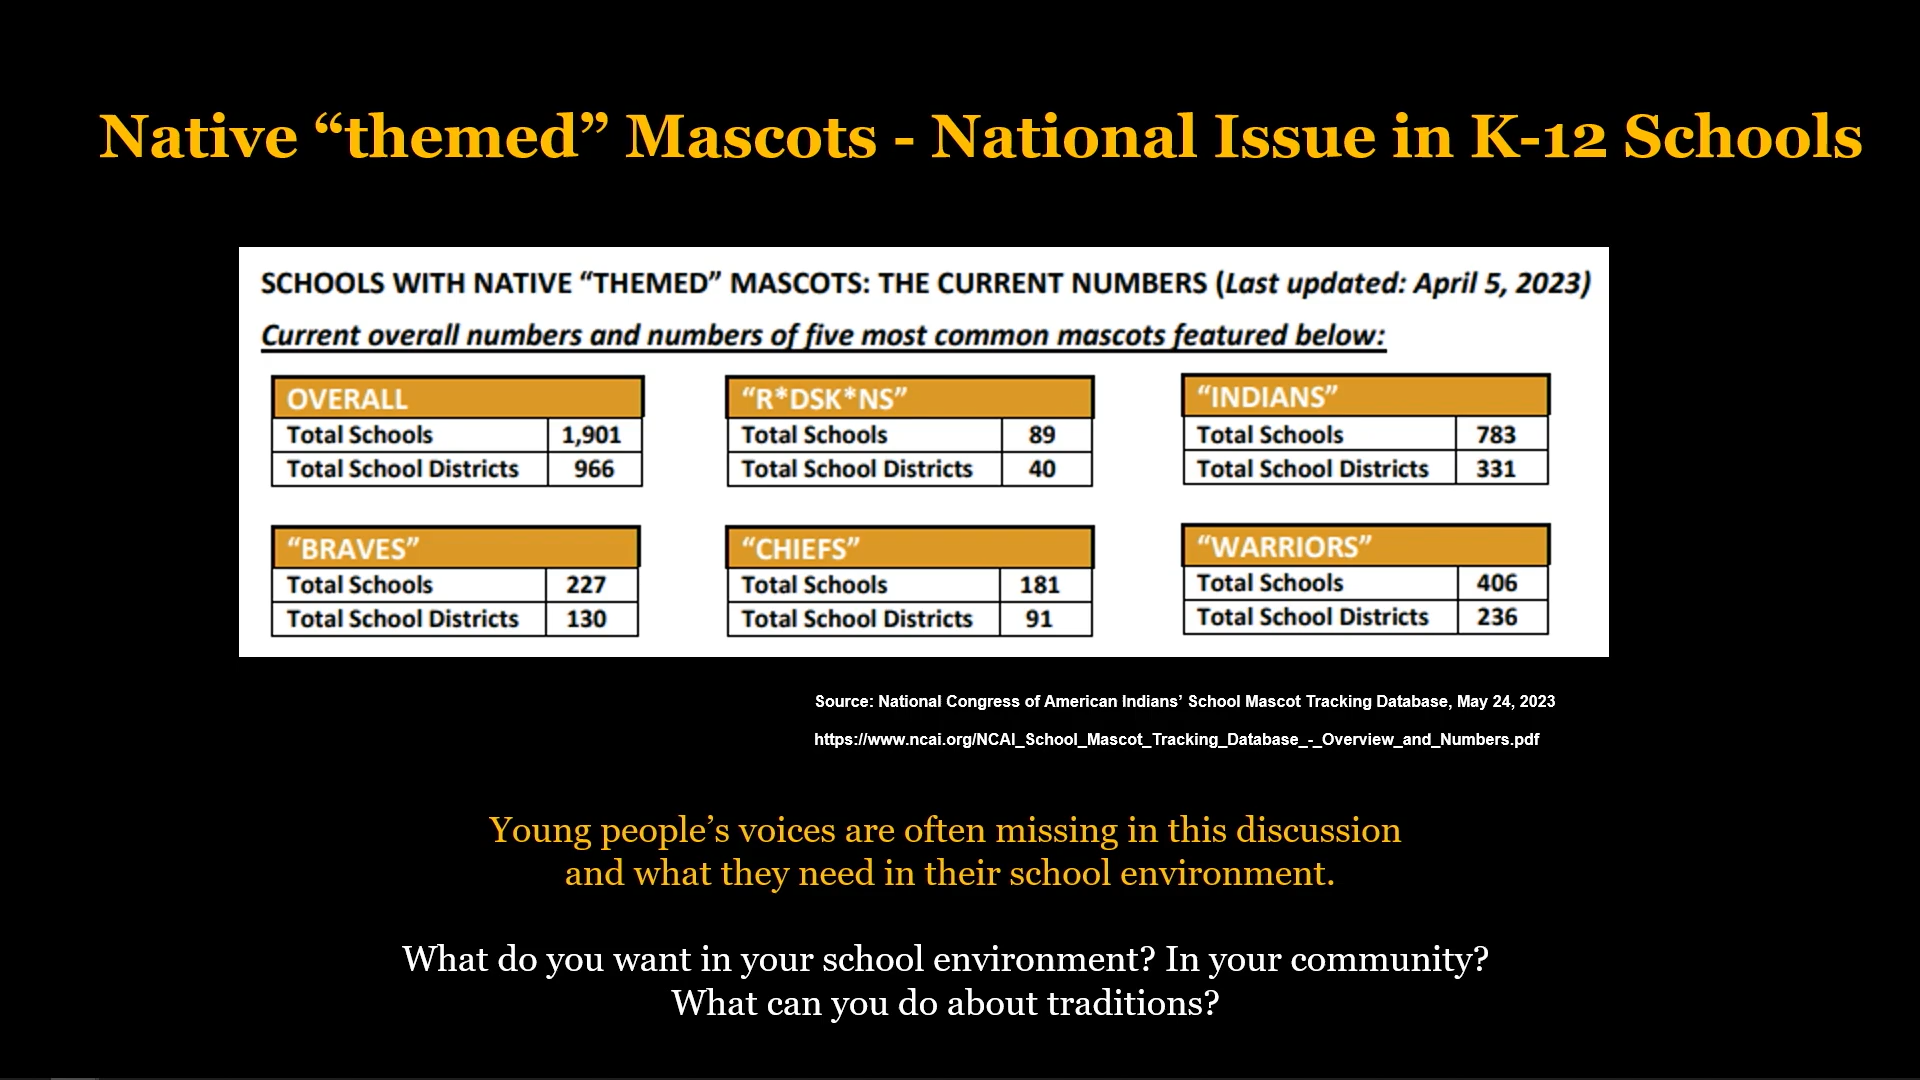 Native “themed” Mascots - National Issue in K-12 Schools
SCHOOLS WITH NATIVE “THEMED” MASCOTS: THE CURRENT NUMBERS (Last updated: April 5, 2023)
Current overall numbers and numbers of five most common mascots featured below:
OVERALL
Total Schools 1,901
Total School Districts 966
“R*DSK*NS”
Total Schools 89
Total School Districts 40
“INDIANS”
Total Schools 783
Total School Districts 331
“BRAVES”
Total Schools 227
Total School Districts 130
“CHIEFS”
Total Schools 181
Total School Districts 91
“WARRIORS”
Total Schools 406
Total School Districts 236
Source: National Congress of American Indians’ School Mascot Tracking Database, May 24, 2023
https://www.ncai.org/NCAI_School_Mascot_Tracking_Database_-_Overview_and_Numbers.pdf
Young people’s voices are often missing in this discussion
and what they need in their school environment.
What do you want in your school environment? In your community?
What can you do about traditions?